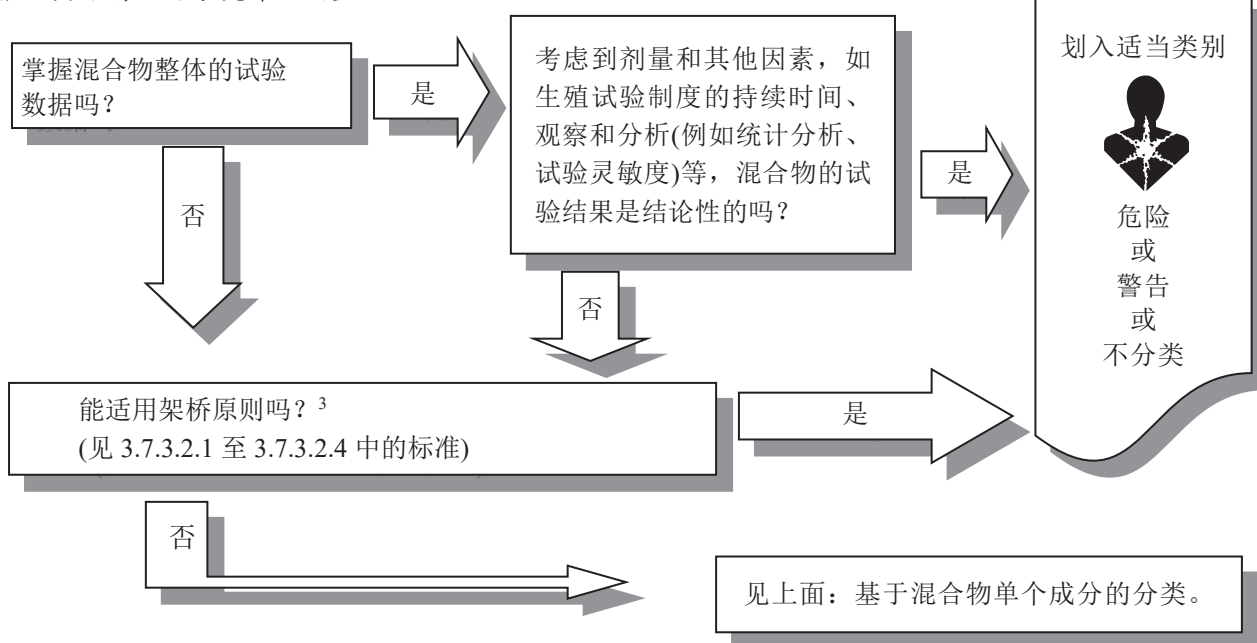 掌握混合物整体的试验
数据吗？
是
考虑到剂量和其他因素，如
生殖试验制度的持续时间、
观察和分析(例如统计分析、
试验灵敏度)等，混合物的试
验结果是结论性的吗？
是
划入适当类别
危险
或
警告
或
不分类
否
否
能适用架桥原则吗？3
(见 3.7.3.2.1 至 3.7.3.2.4 中的标准)
是
否
见上面：基于混合物单个成分的分类。